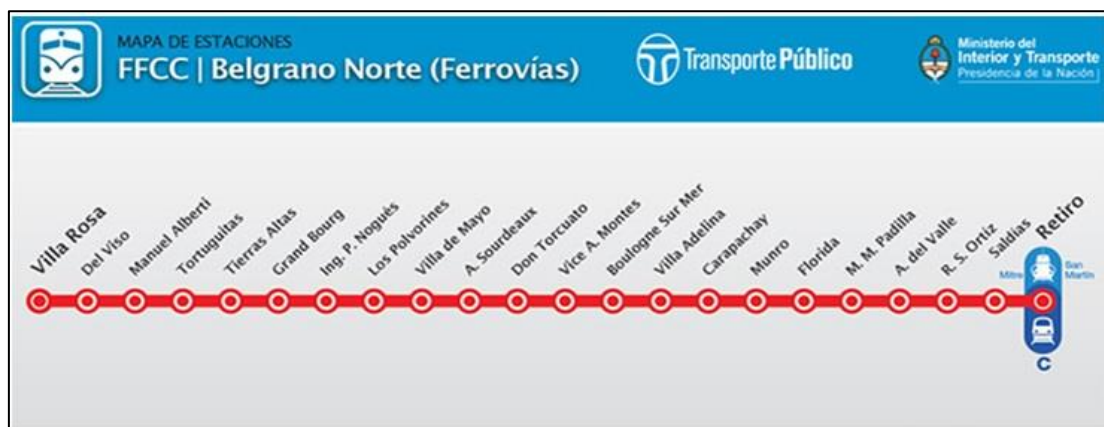 MAPA DE ESTACIONES
FFCC | Belgrano Norte (Ferrovías)
Transporte Público
Ministerio del
Interior y Transporte
Presidencia de la Nación
Villa Rosa
Del Viso
Manuel Alberti
Tortuguitas
Tierras Altas
Grand Bourg
Ing. P. Nogués
Los Polvorines
Villa de Mayo
A. Sourdeaux
Don Torcuato
Vice A. Montes
Boulogne Sur Mer
Villa Adelina
Carapachay
Munro
Florida
M. M. Padilla
A. del Valle
R. S. Ortiz
Saldías
Retiro
Mitre
San
Martín
C